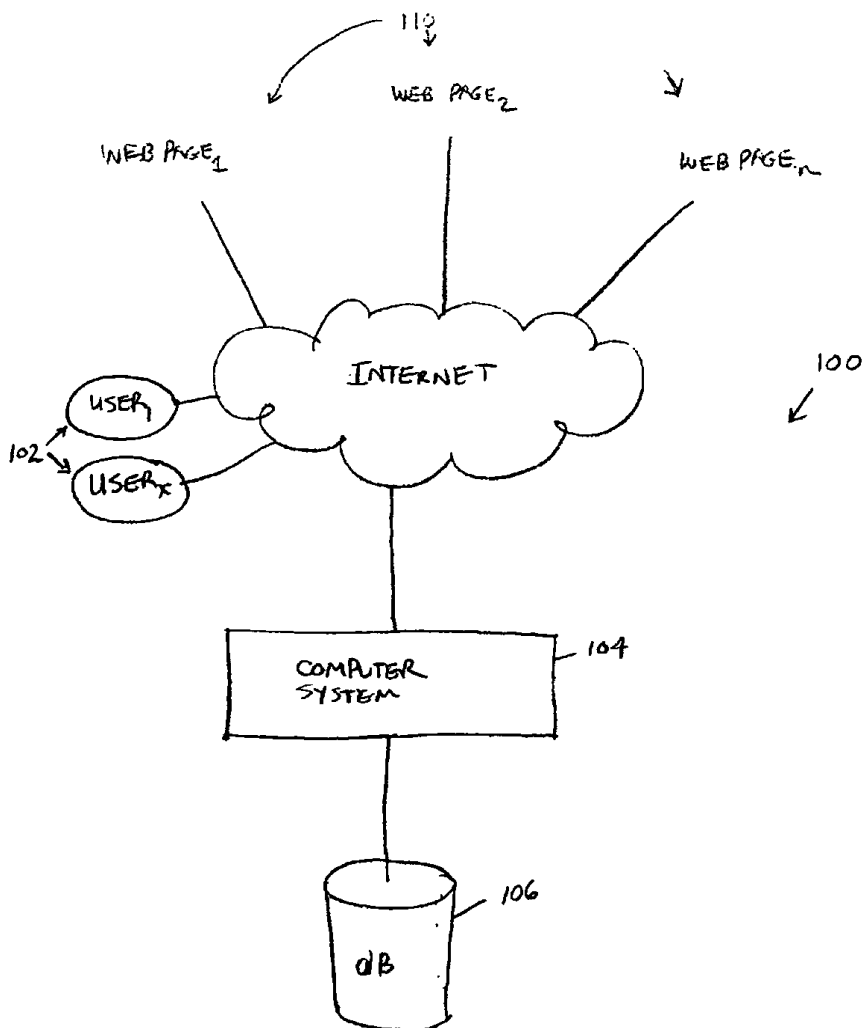 110
WEB PAGE2
WEB PAGE1
WEB PAGEn
INTERNET
100
USER1
102
USERx
COMPUTER
SYSTEM
104
106
dB